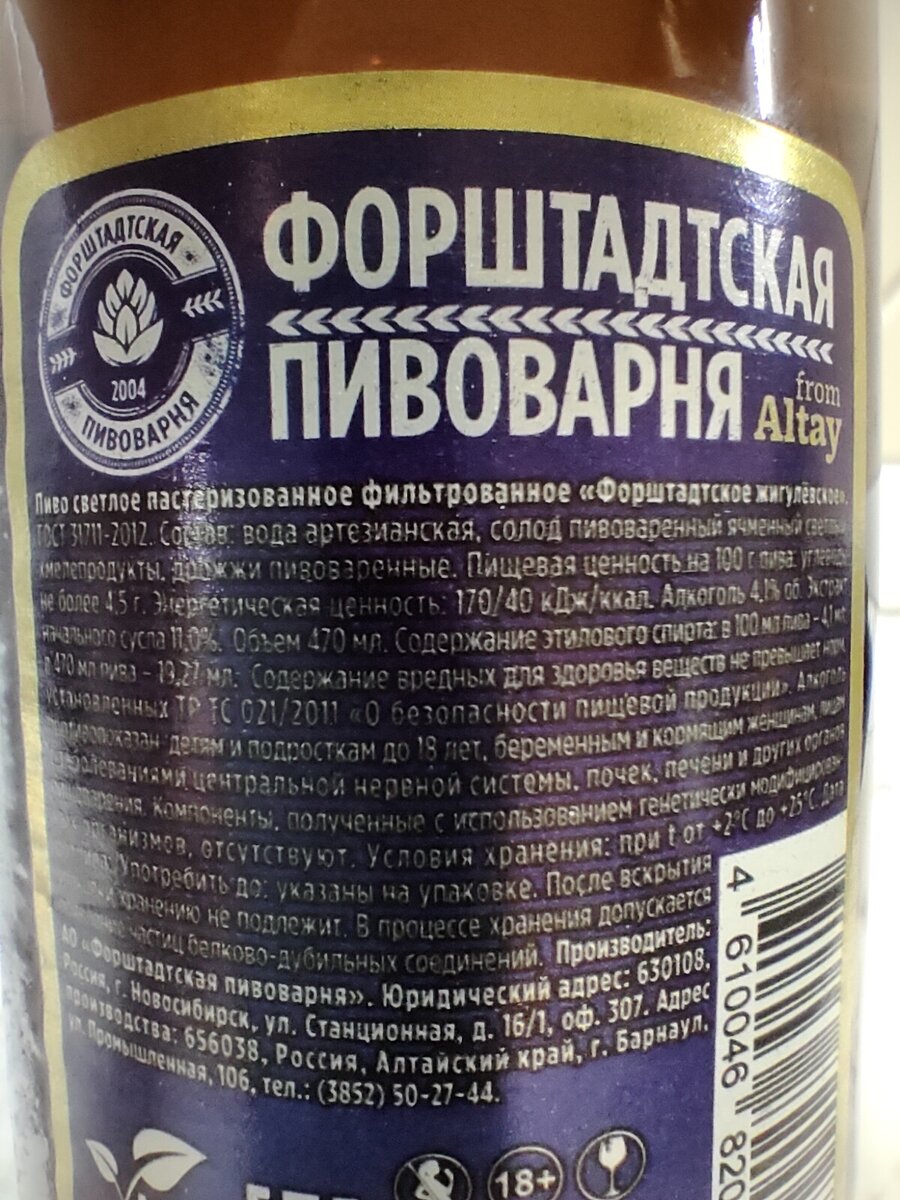 ФОРШТАДТСКАЯ
2004
ПИВОВАРНЯ
ФОРШТАДТСКАЯ
ПИВОВАРНЯ
from
Altay
Пиво светлое пастеризованное фильтрованное «Форштадтское жигулёвское».
ГОСТ 31711-2012. Состав: вода артезианская, солод пивоваренный ячменный светлый,
хмелепродукты, дрожжи пивоваренные. Пищевая ценность на 100 г пива: углеводы
не более 4,5 г. Энергетическая ценность: 170/40 кДж/ккал. Алкоголь 4,1% об. Экстракт
начального сусла 11,0%. Объем 470 мл. Содержание этилового спирта: в 100 мл пива – 4,1 мл,
в 470 мл пива – 19,27 мл. Содержание вредных для здоровья веществ не превышает норм,
установленных ТР ТС 021/2011 «О безопасности пищевой продукции». Алкоголь
противопоказан детям и подросткам до 18 лет, беременным и кормящим женщинам, лицам
заболеваниями центральной нервной системы, почек, печени и других органов
пищеварения. Компоненты, полученные с использованием генетически модифицирован
организмов, отсутствуют. Условия хранения: при t от +2°C до +25°C. Дата
Употребить до: указаны на упаковке. После вскрытия
хранению не подлежит. В процессе хранения допускается
частиц белково-дубильных соединений. Производитель:
АО «Форштадтская пивоварня». Юридический адрес: 630108,
Россия, г. Новосибирск, ул. Станционная, д. 16/1, оф. 307. Адрес
производства: 656038, Россия, Алтайский край, г. Барнаул,
ул. Промышленная, 106, тел.: (3852) 50-27-44.
4 610046 820
18+